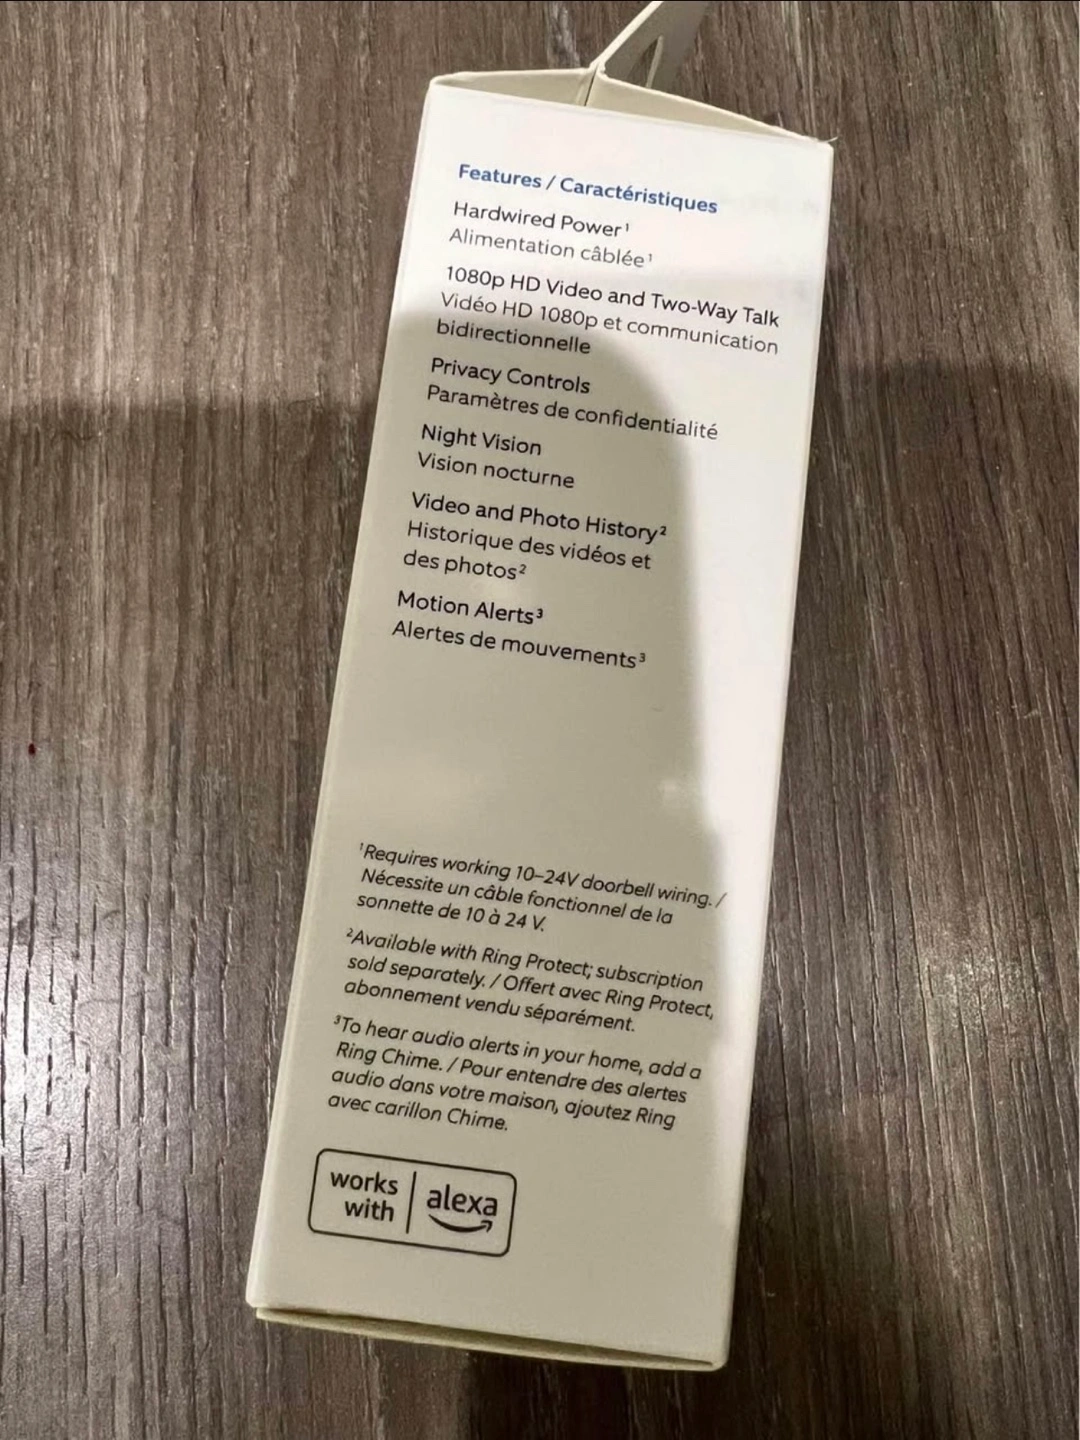 Features / Caractéristiques
Hardwired Power¹
Alimentation câblée¹
1080p HD Video and Two-Way Talk
Vidéo HD 1080p et communication
bidirectionnelle
Privacy Controls
Paramètres de confidentialité
Night Vision
Vision nocturne
Video and Photo History²
Historique des vidéos et
des photos²
Motion Alerts³
Alertes de mouvements³
¹Requires working 10–24V doorbell wiring. /
Nécessite un câble fonctionnel de la
sonnette de 10 à 24 V.
²Available with Ring Protect; subscription
sold separately. / Offert avec Ring Protect,
abonnement vendu séparément.
³To hear audio alerts in your home, add a
Ring Chime. / Pour entendre des alertes
audio dans votre maison, ajoutez Ring
avec carillon Chime.
works
with
alexa